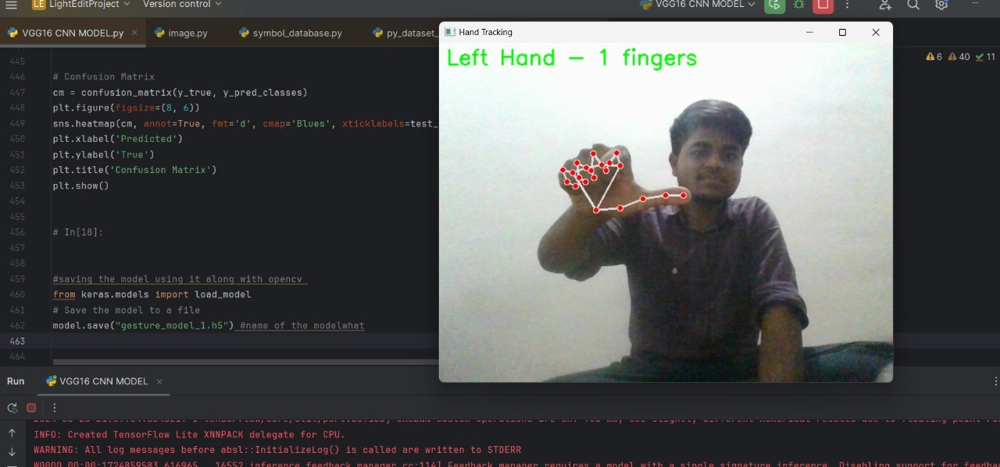 LE LightEditProject Version control VGG16 CNN MODEL
VGG16 CNN MODEL.py × image.py symbol_database.py py_dataset_
Hand Tracking
Left Hand - 1 fingers
6 40 11
445
446 # Confusion Matrix
447 cm = confusion_matrix(y_true, y_pred_classes)
448 plt.figure(figsize=(8, 6))
449 sns.heatmap(cm, annot=True, fmt='d', cmap='Blues', xticklabels=test_
450 plt.xlabel('Predicted')
451 plt.ylabel('True')
452 plt.title('Confusion Matrix')
453 plt.show()
454
455
456 # In[18]:
457
458
459 #saving the model using it along with opencv
460 from keras.models import load_model
461 # Save the model to a file
462 model.save("gesture_model_1.h5") #name of the modelwhat
463
464
Run VGG16 CNN MODEL ×
INFO: Created TensorFlow Lite XNNPACK delegate for CPU.
WARNING: All log messages before absl::InitializeLog() is called are written to STDERR
W0000 00:00:1724859583.616965 16552 inference_feedback_manager.cc:114] Feedback manager requires a model with a single signature inference. Disabling support for feedba